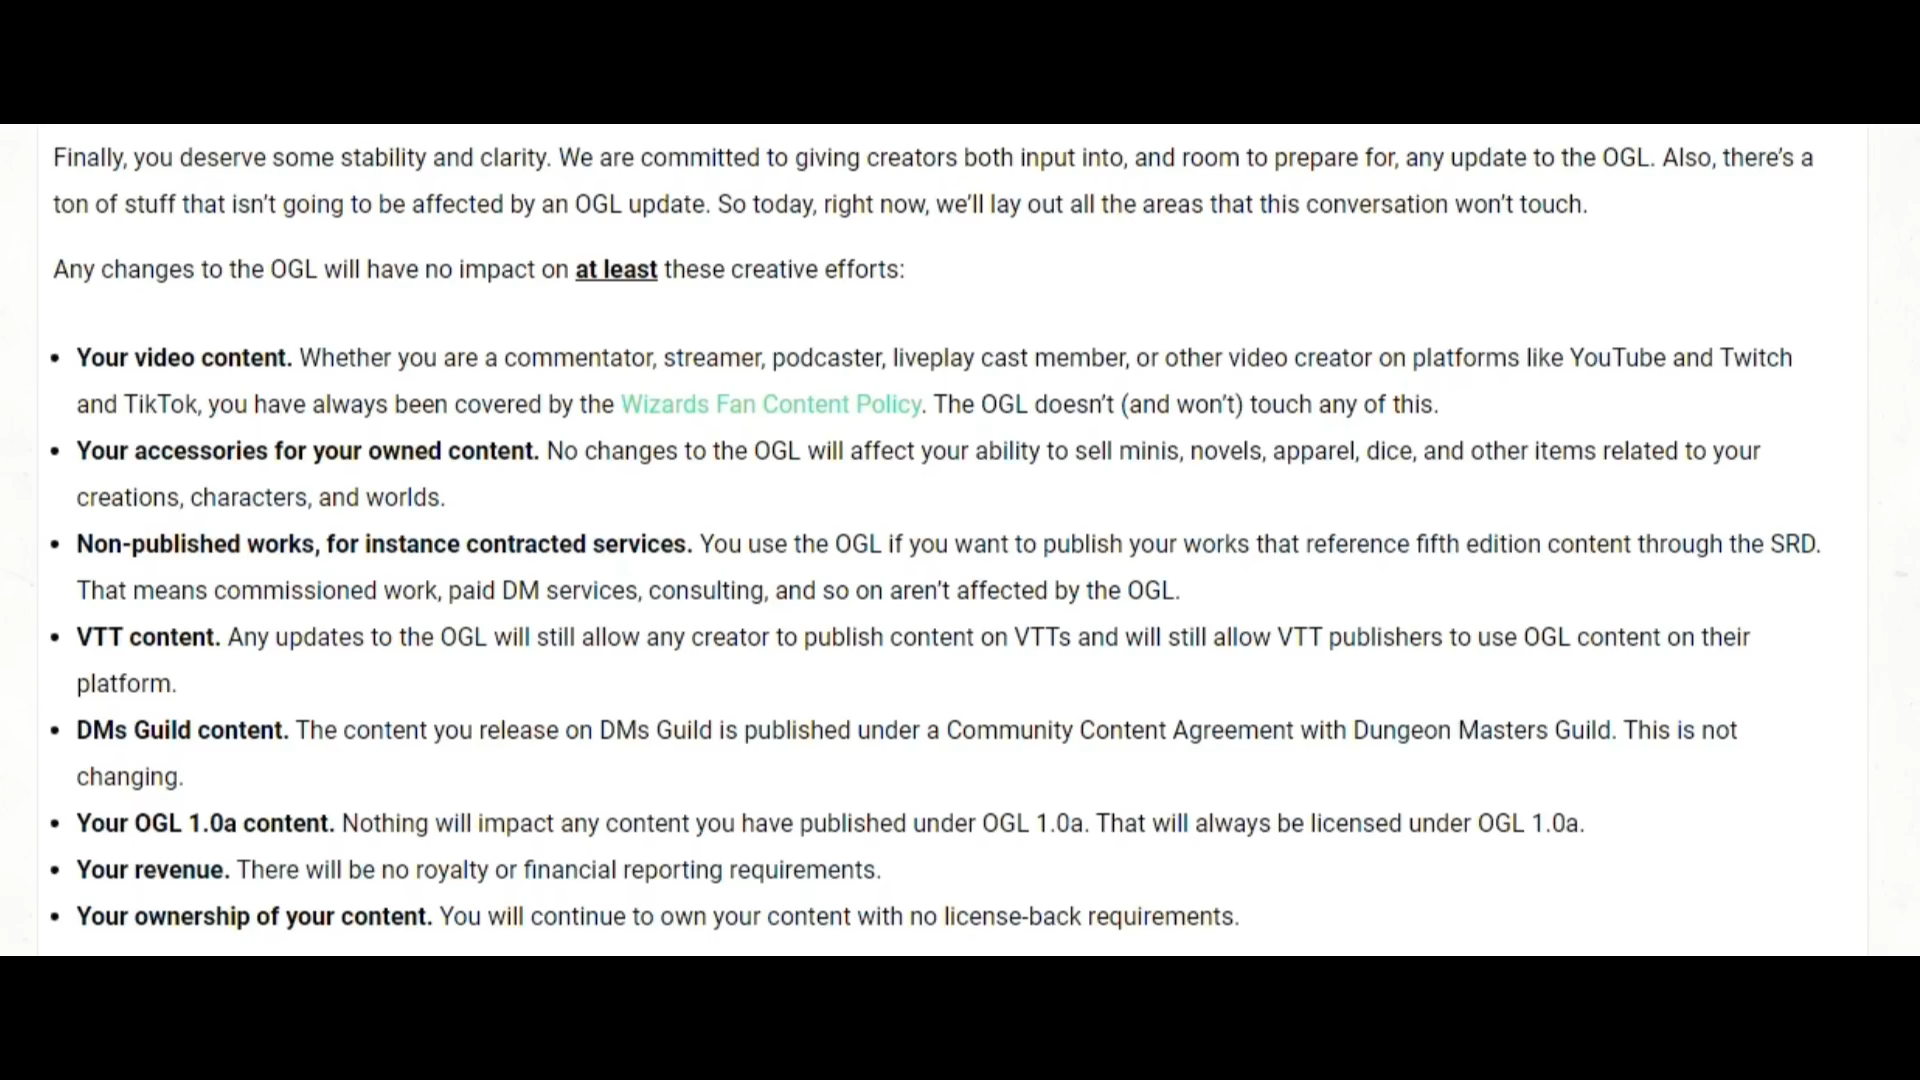 Finally, you deserve some stability and clarity. We are committed to giving creators both input into, and room to prepare for, any update to the OGL. Also, there's a
ton of stuff that isn't going to be affected by an OGL update. So today, right now, we'll lay out all the areas that this conversation won't touch.
Any changes to the OGL will have no impact on at least these creative efforts:
• Your video content. Whether you are a commentator, streamer, podcaster, liveplay cast member, or other video creator on platforms like YouTube and Twitch
and TikTok, you have always been covered by the Wizards Fan Content Policy. The OGL doesn't (and won't) touch any of this.
• Your accessories for your owned content. No changes to the OGL will affect your ability to sell minis, novels, apparel, dice, and other items related to your
creations, characters, and worlds.
• Non-published works, for instance contracted services. You use the OGL if you want to publish your works that reference fifth edition content through the SRD.
That means commissioned work, paid DM services, consulting, and so on aren't affected by the OGL.
• VTT content. Any updates to the OGL will still allow any creator to publish content on VTTs and will still allow VTT publishers to use OGL content on their
platform.
• DMs Guild content. The content you release on DMs Guild is published under a Community Content Agreement with Dungeon Masters Guild. This is not
changing.
• Your OGL 1.0a content. Nothing will impact any content you have published under OGL 1.0a. That will always be licensed under OGL 1.0a.
• Your revenue. There will be no royalty or financial reporting requirements.
• Your ownership of your content. You will continue to own your content with no license-back requirements.